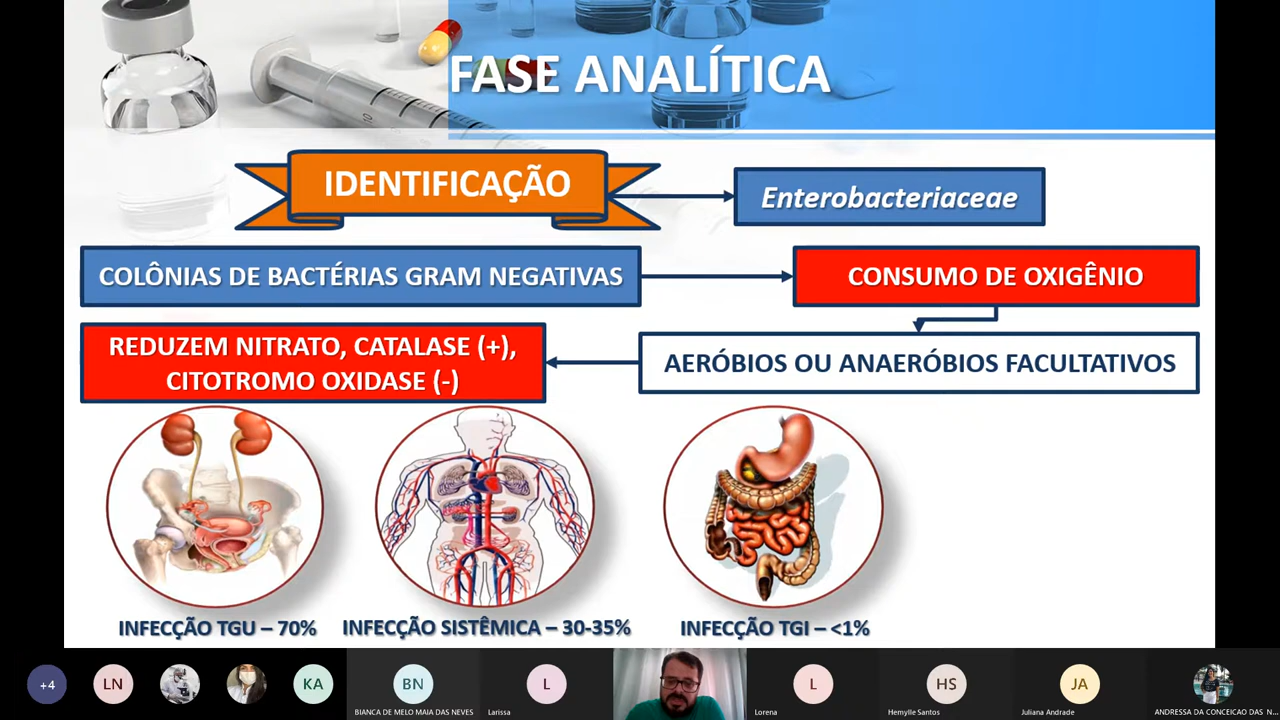 FASE ANALÍTICA
IDENTIFICAÇÃO
Enterobacteriaceae
COLÔNIAS DE BACTÉRIAS GRAM NEGATIVAS
CONSUMO DE OXIGÊNIO
REDUZEM NITRATO, CATALASE (+),
CITOTROMO OXIDASE (-)
AERÓBIOS OU ANAERÓBIOS FACULTATIVOS
INFECÇÃO TGU – 70%
INFECÇÃO SISTÊMICA – 30-35%
INFECÇÃO TGI – <1%
+4
LN
KA
BN
L
L
HS
JA
BIANCA DE MELO MAIA DAS NEVES
Larissa
Lorena
Hemylle Santos
Juliana Andrade
ANDRESSA DA CONCEICAO DAS N...